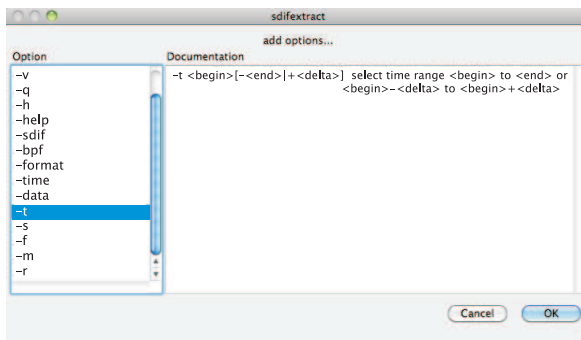 sdifextract
add options...
Option
Documentation
-v
-q
-h
-help
-sdif
-bpf
-format
-time
-data
-t
-s
-f
-m
-r
-t <begin>[-<end>|+<delta>] select time range <begin> to <end> or
<begin>-<delta> to <begin>+<delta>
Cancel
OK